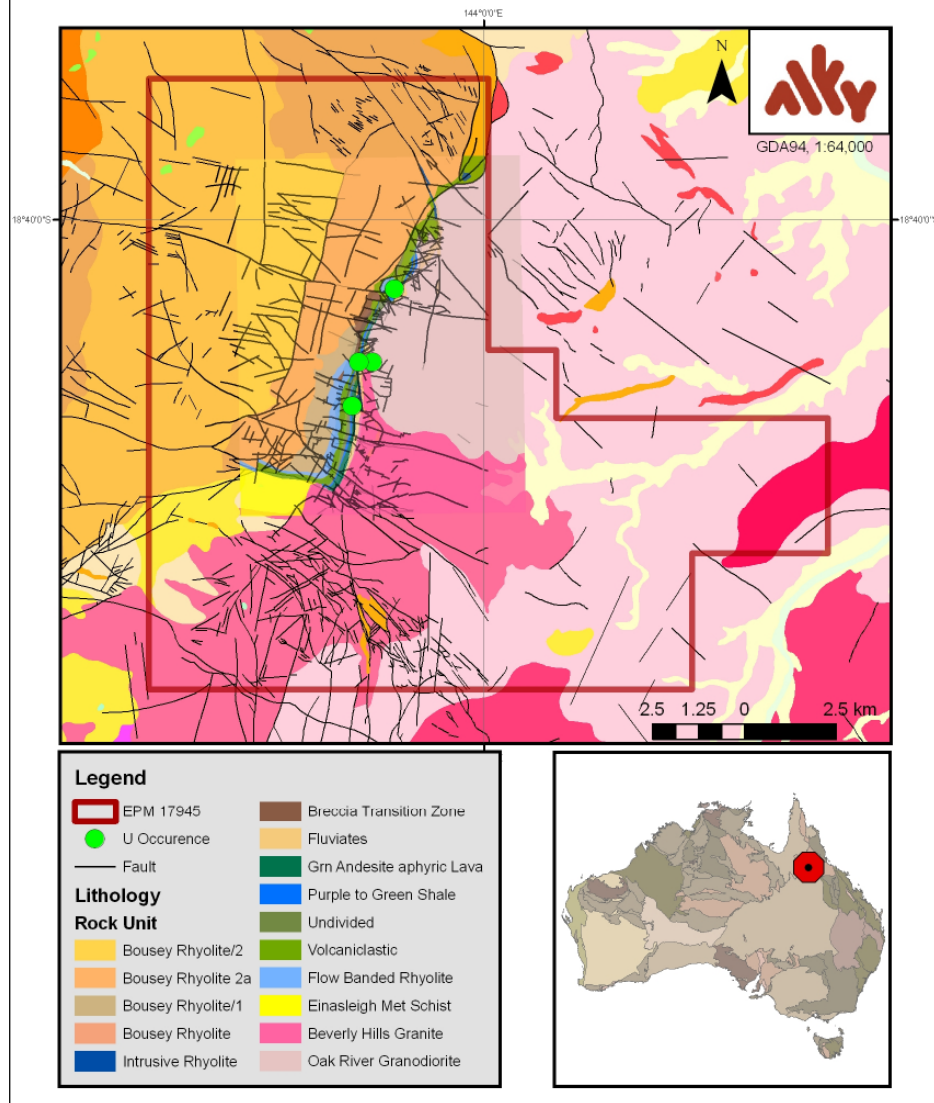 144°0'0"E
N
alky
GDA94, 1:64,000
18°40'0"S
18°40'0"S
2.5 1.25 0 2.5 km
Legend
EPM 17945
U Occurence
Fault
Lithology
Rock Unit
Bousey Rhyolite/2
Bousey Rhyolite 2a
Bousey Rhyolite/1
Bousey Rhyolite
Intrusive Rhyolite
Breccia Transition Zone
Fluviates
Grn Andesite aphyric Lava
Purple to Green Shale
Undivided
Volcaniclastic
Flow Banded Rhyolite
Einasleigh Met Schist
Beverly Hills Granite
Oak River Granodiorite